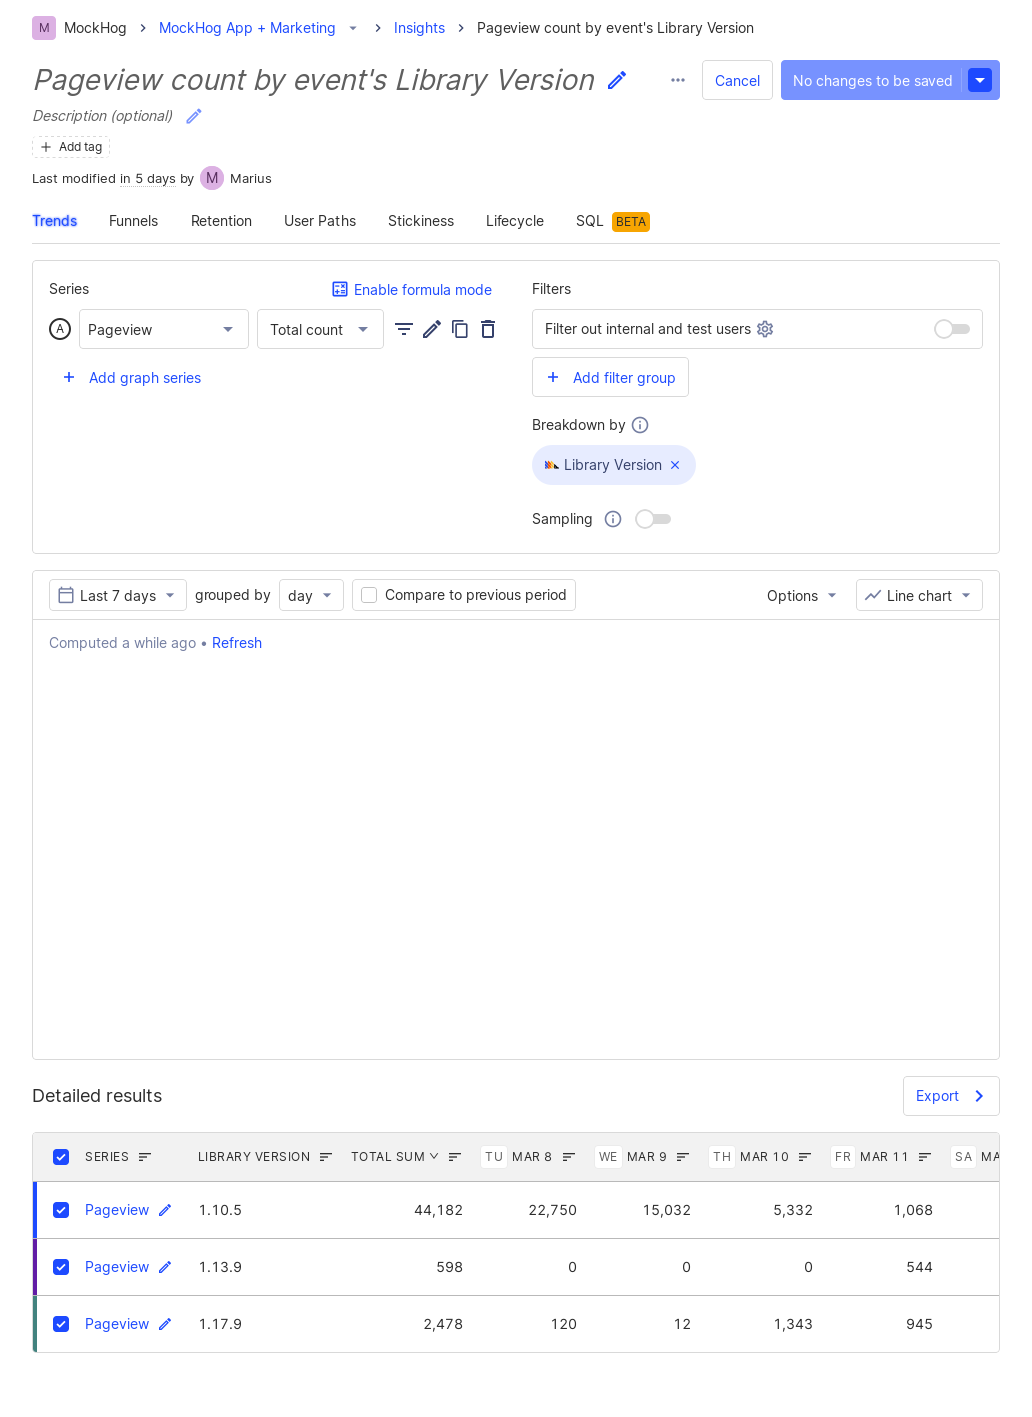 M MockHog MockHog App + Marketing Insights Pageview count by event's Library Version
Pageview count by event's Library Version
Cancel No changes to be saved
Description (optional)
Add tag
Last modified in 5 days by M Marius
Trends Funnels Retention User Paths Stickiness Lifecycle SQL BETA
Series Enable formula mode
A Pageview Total count
Add graph series
Filters
Filter out internal and test users
Add filter group
Breakdown by
Library Version
Sampling
Last 7 days grouped by day Compare to previous period Options Line chart
Computed a while ago • Refresh
Detailed results Export
SERIES LIBRARY VERSION TOTAL SUM TU MAR 8 WE MAR 9 TH MAR 10 FR MAR 11 SA
Pageview 1.10.5 44,182 22,750 15,032 5,332 1,068
Pageview 1.13.9 598 0 0 0 544
Pageview 1.17.9 2,478 120 12 1,343 945